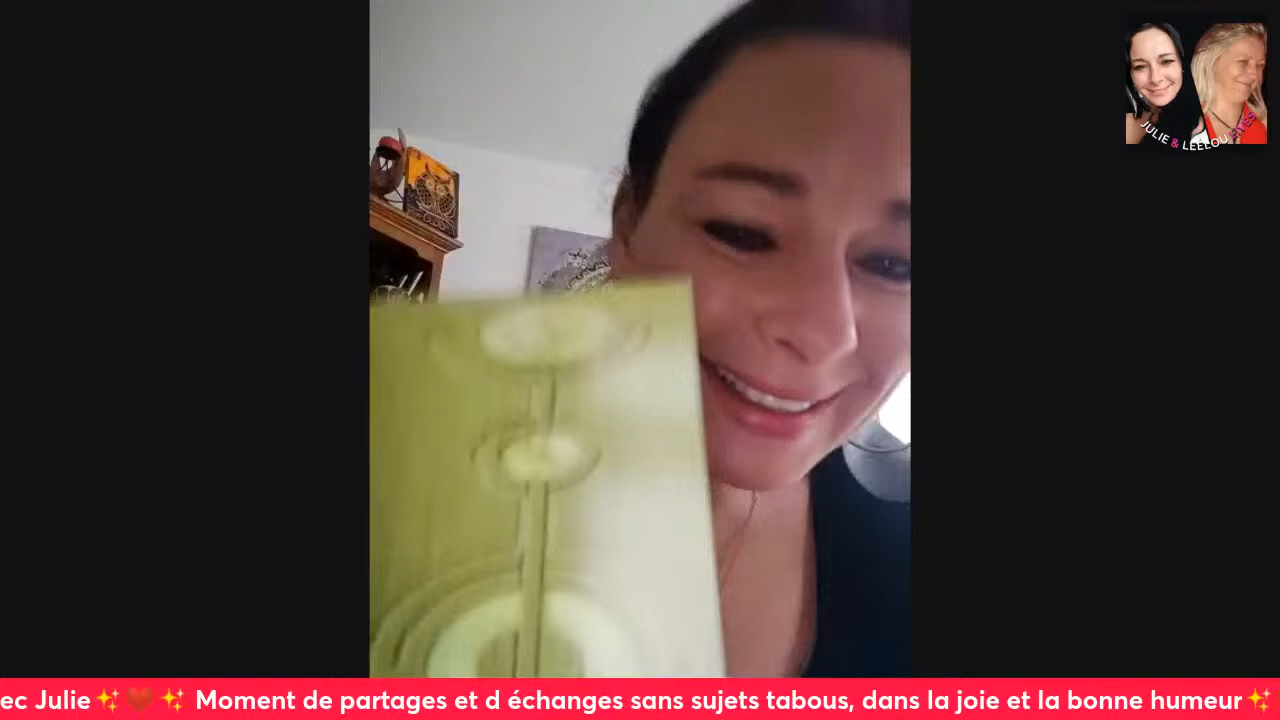 JULIE & LEELOU LIVES
ec Julie✨❤️✨ Moment de partages et d échanges sans sujets tabous, dans la joie et la bonne humeur✨